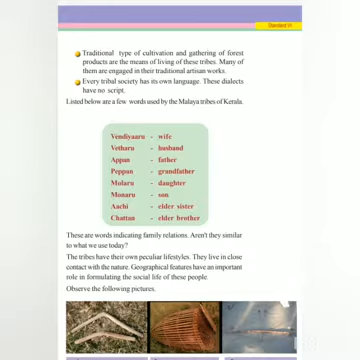 Standard VI
Traditional type of cultivation and gathering of forest
products are the means of living of these tribes. Many of
them are engaged in their traditional artisan works.
Every tribal society has its own language. These dialects
have no script.
Listed below are a few words used by the Malaya tribes of Kerala.
Vendiyaaru - wife
Vetharu - husband
Appan - father
Peppan - grandfather
Molaru - daughter
Monaru - son
Aachi - elder sister
Chattan - elder brother
These are words indicating family relations. Aren't they similar
to what we use today?
The tribes have their own peculiar lifestyles. They live in close
contact with the nature. Geographical features have an important
role in formulating the social life of these people.
Observe the following pictures.